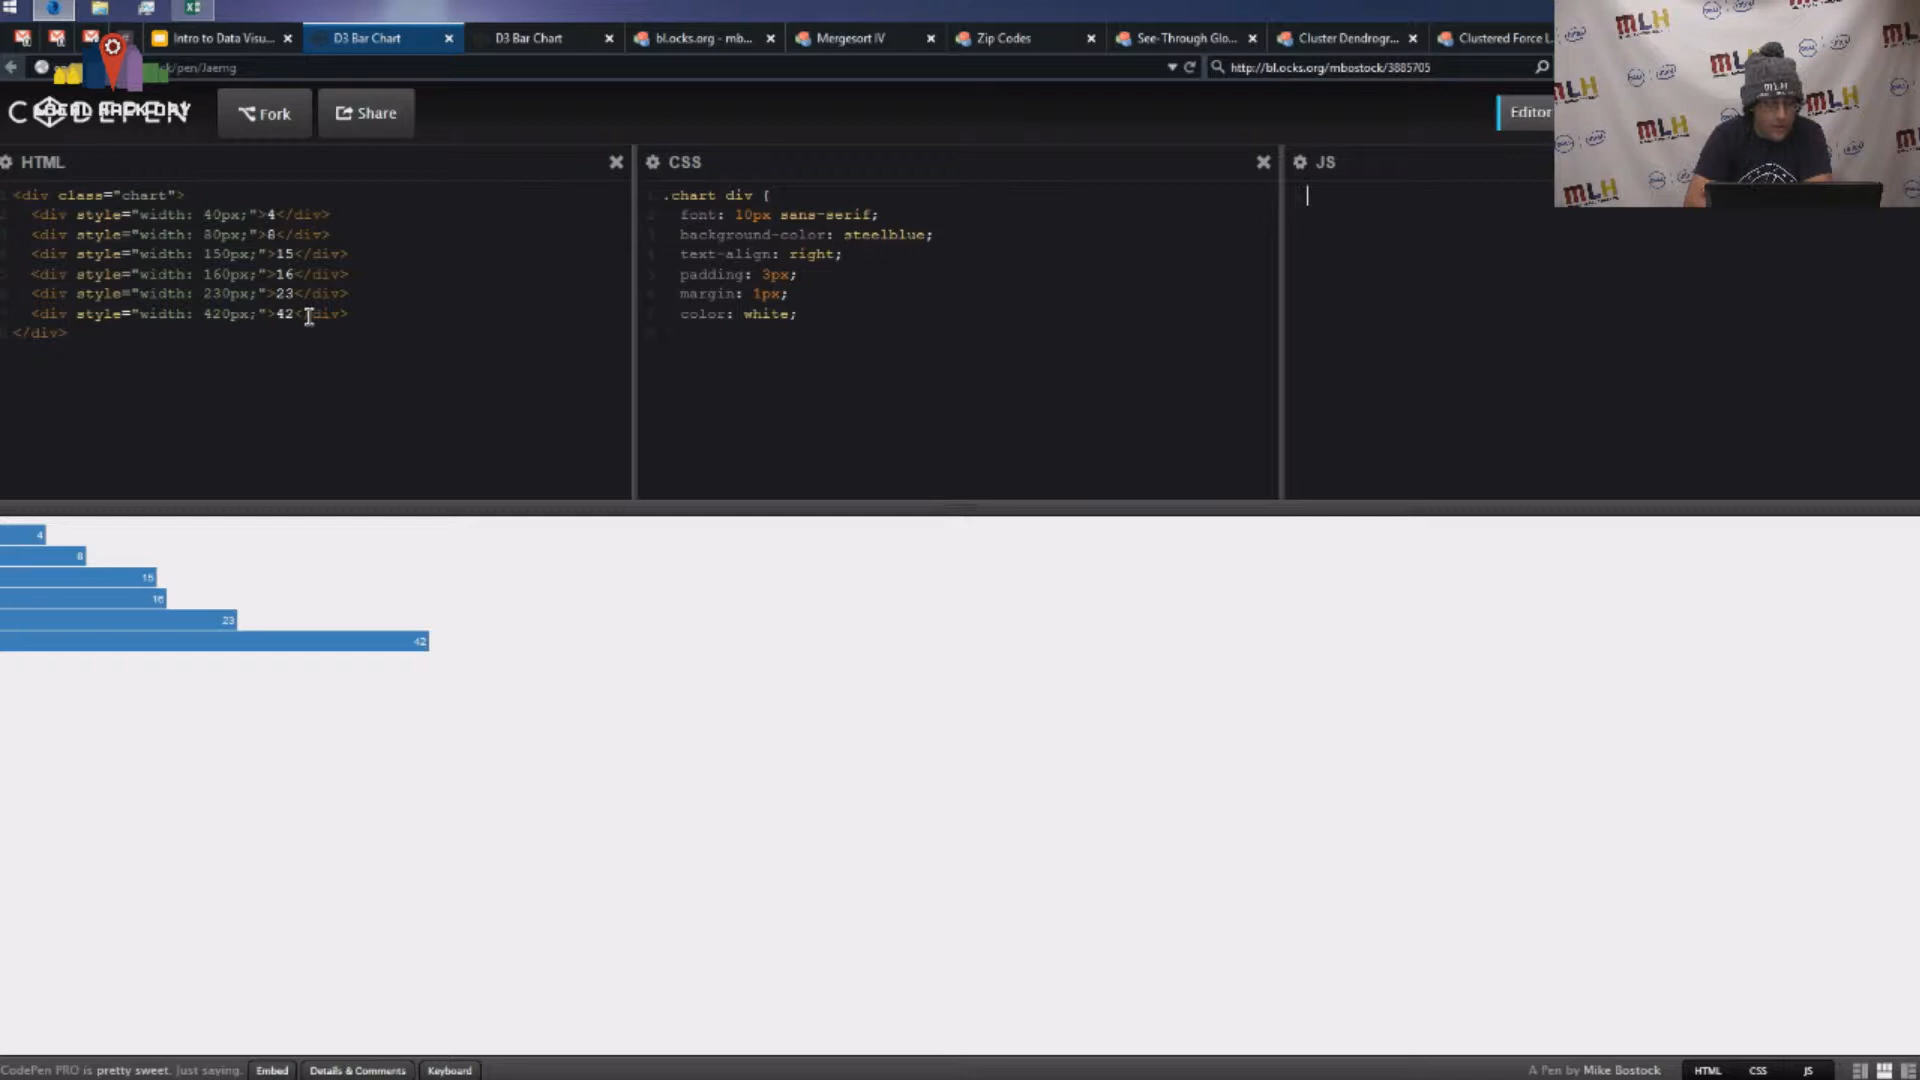 Intro to Data Visu...
D3 Bar Chart
D3 Bar Chart
bl.ocks.org - mb...
Mergesort IV
Zip Codes
See-Through Glo...
Cluster Dendrogr...
Clustered Force L
k/pen/Jaemg
http://bl.ocks.org/mbostock/3885705
CODEPEN
LOCAL HACK DAY
Fork
Share
Editor
MLH
HTML
CSS
JS
<div class="chart">
<div style="width: 40px;">4</div>
<div style="width: 80px;">8</div>
<div style="width: 150px;">15</div>
<div style="width: 160px;">16</div>
<div style="width: 230px;">23</div>
<div style="width: 420px;">42</div>
</div>
.chart div {
font: 10px sans-serif;
background-color: steelblue;
text-align: right;
padding: 3px;
margin: 1px;
color: white;
4
8
15
16
23
42
CodePen PRO is pretty sweet. Just saying.
Embed
Details & Comments
Keyboard
A Pen by Mike Bostock
HTML
CSS
JS